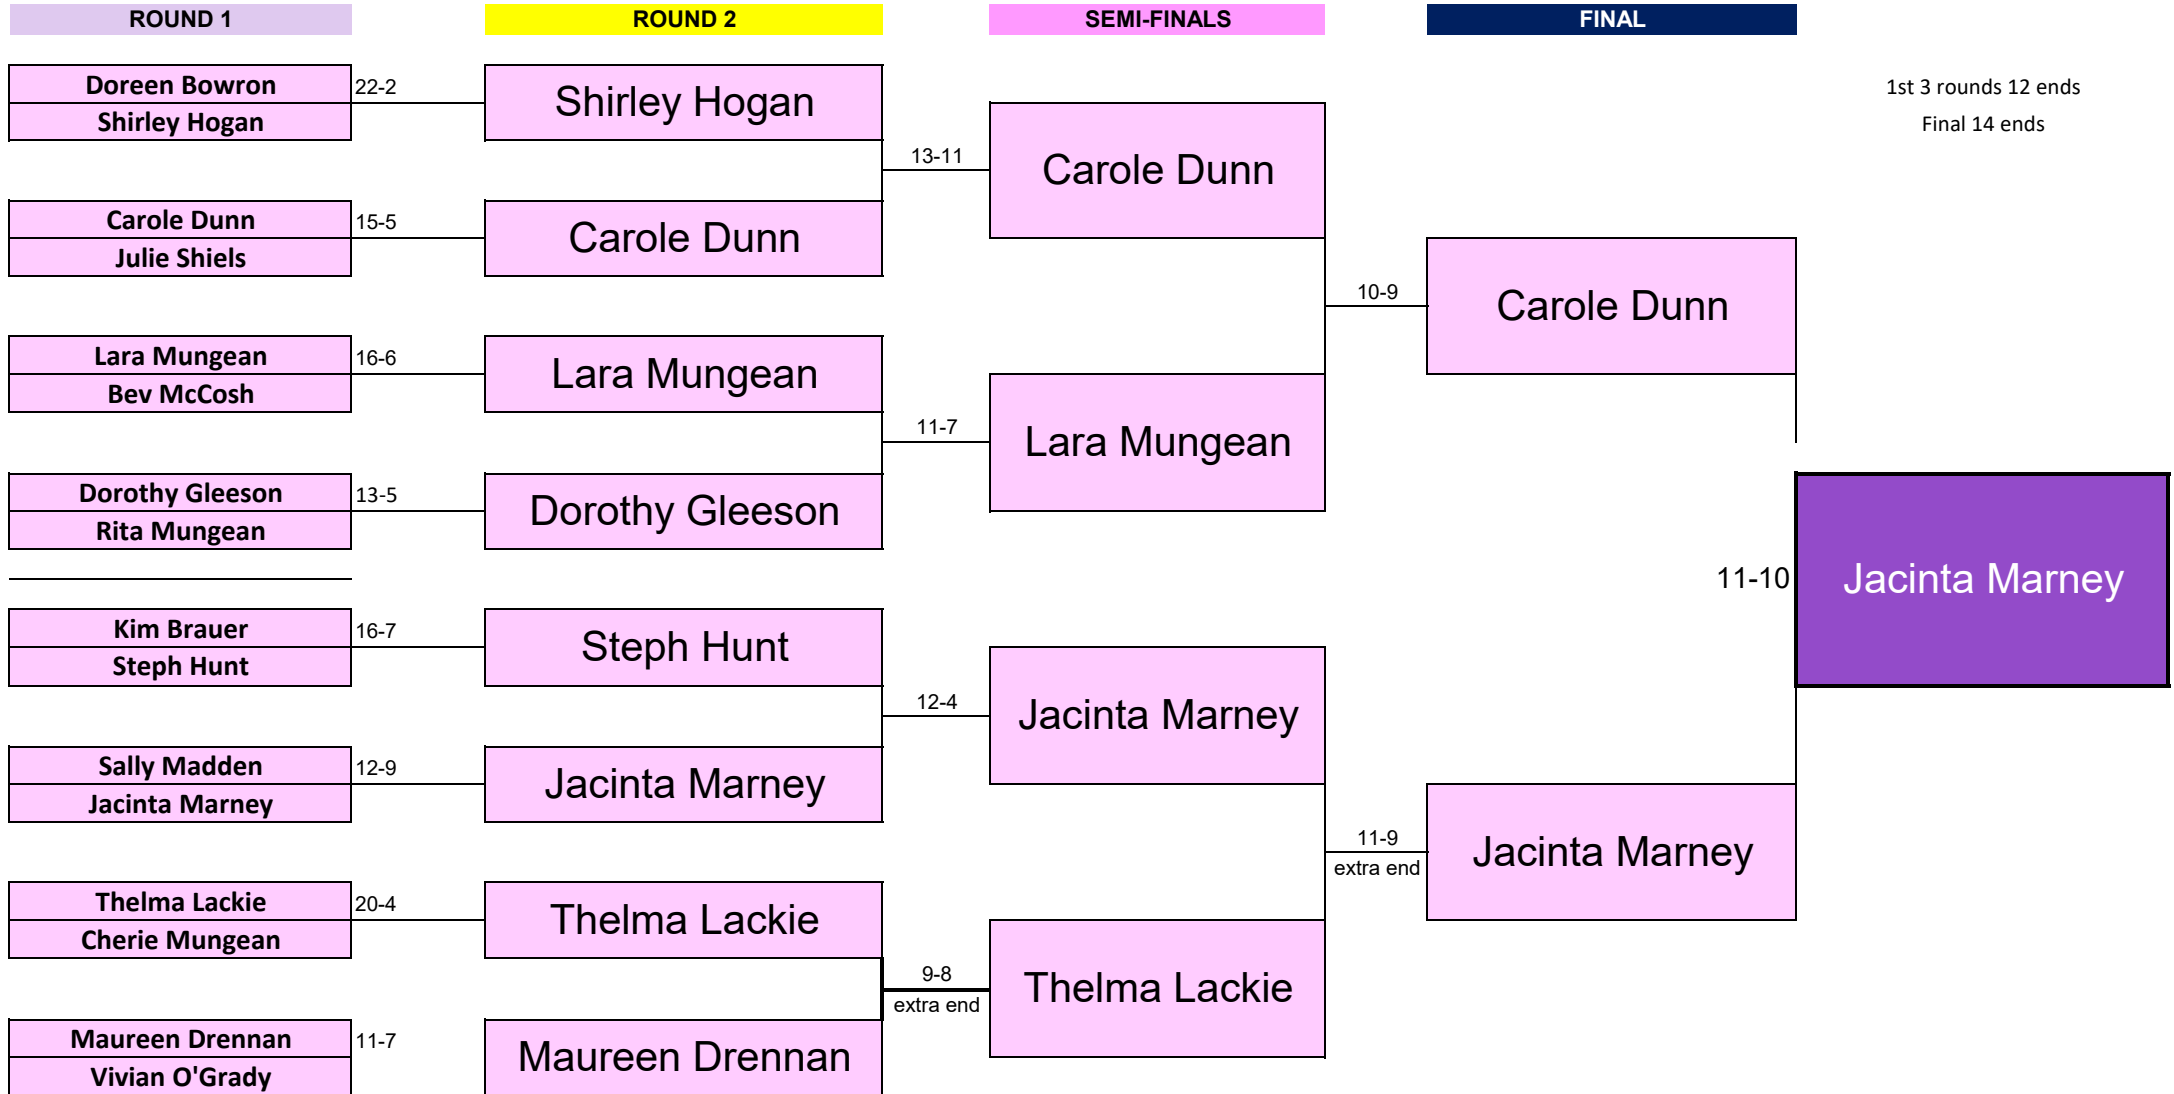 ROUND 1
ROUND 2
SEMI-FINALS
FINAL
1st 3 rounds 12 ends
Final 14 ends
Doreen Bowron
22-2
Shirley Hogan
Carole Dunn
15-5
Julie Shiels
Lara Mungean
16-6
Bev McCosh
Dorothy Gleeson
13-5
Rita Mungean
Kim Brauer
16-7
Steph Hunt
Sally Madden
12-9
Jacinta Marney
Thelma Lackie
20-4
Cherie Mungean
Maureen Drennan
11-7
Vivian O'Grady
Shirley Hogan
13-11
Carole Dunn
Lara Mungean
11-7
Dorothy Gleeson
Steph Hunt
12-4
Jacinta Marney
Thelma Lackie
9-8
extra end
Maureen Drennan
Carole Dunn
10-9
Lara Mungean
Jacinta Marney
11-9
extra end
Thelma Lackie
Carole Dunn
11-10
Jacinta Marney
Jacinta Marney